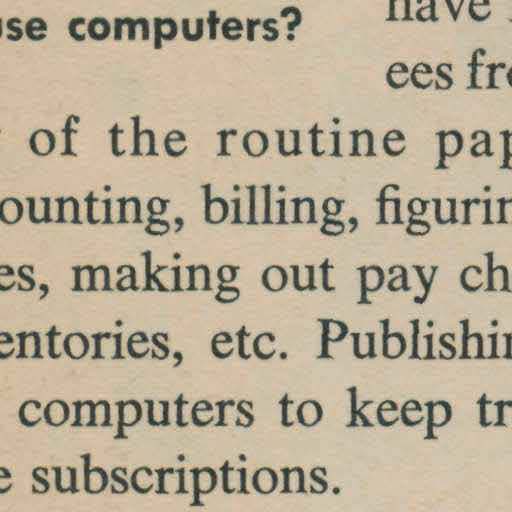 use computers?
have
ees fro
of the routine pap
ounting, billing, figurin
es, making out pay ch
entories, etc. Publishin
computers to keep tr
e subscriptions.